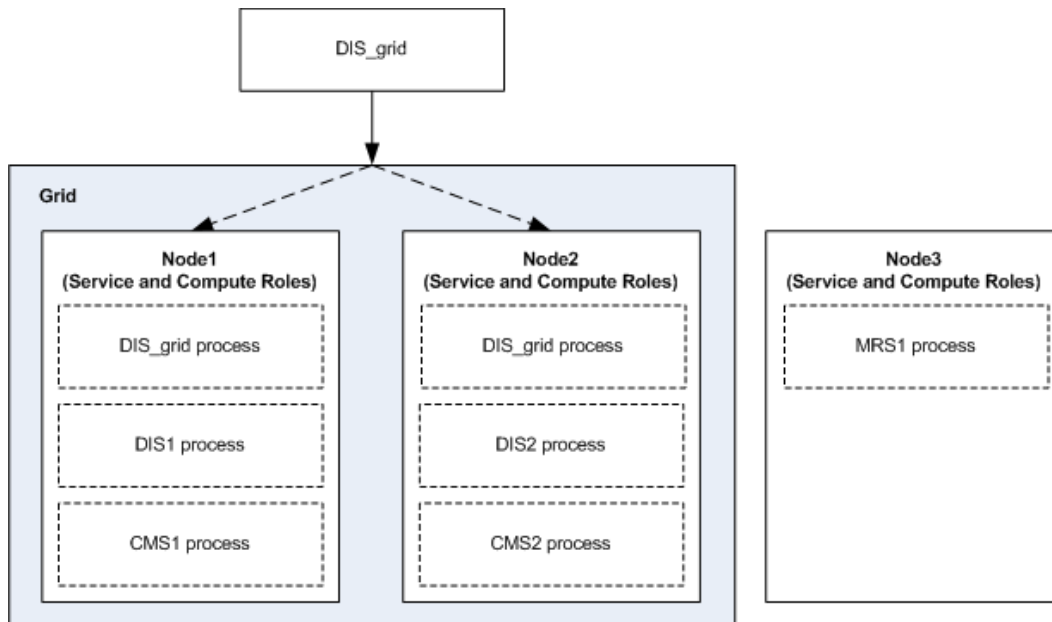 DIS_grid
Grid
Node1
(Service and Compute Roles)
DIS_grid process
DIS1 process
CMS1 process
Node2
(Service and Compute Roles)
DIS_grid process
DIS2 process
CMS2 process
Node3
(Service and Compute Roles)
MRS1 process